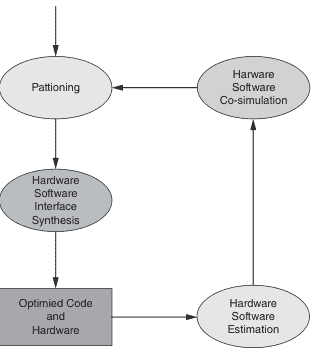 Pattioning
Harware
Software
Co-simulation
Hardware
Software
Interface
Synthesis
Optimied Code
and
Hardware
Hardware
Software
Estimation